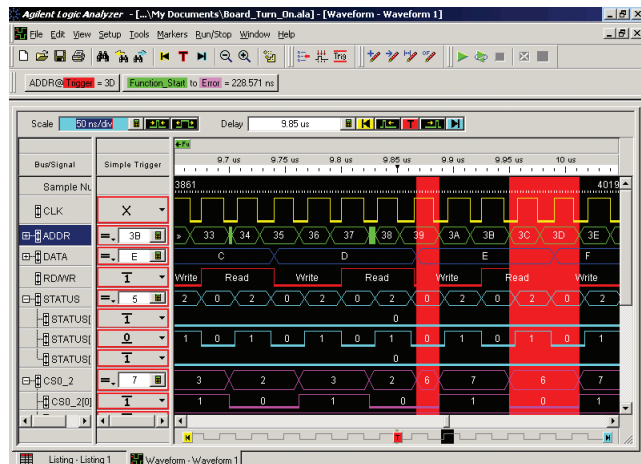 Agilent Logic Analyzer - [...\My Documents\Board_Turn_On.ala] - [Waveform - Waveform 1]
File Edit View Setup Tools Markers Run/Stop Window Help
ADDR@ Trigger = 3D Function_Start to Error = 228.571 ns
Scale 50 ns/div Delay 9.85 us
Bus/Signal Simple Trigger 9.7 us 9.75 us 9.8 us 9.85 us 9.9 us 9.95 us 10 us
Sample Nu 3861 4019
CLK X
ADDR = 3B 33 34 35 36 37 38 39 3A 3B 3C 3D 3E
DATA = E C D E F
RD/WR 1 Write Read Write Read Write Read Write
STATUS = 5 2 0 2 0 2 0 2 0 2 0 2 0 2
STATUS[ 1 0
STATUS[ 0 1 0 1 0 1 0 1 0 1 0 1 0 1
STATUS[ 1 0
CS0_2 = 7 3 2 3 2 6 7 6 7
CS0_2[0] 1 1 0 1 0 1 0 1
T
Listing - Listing 1 Waveform - Waveform 1